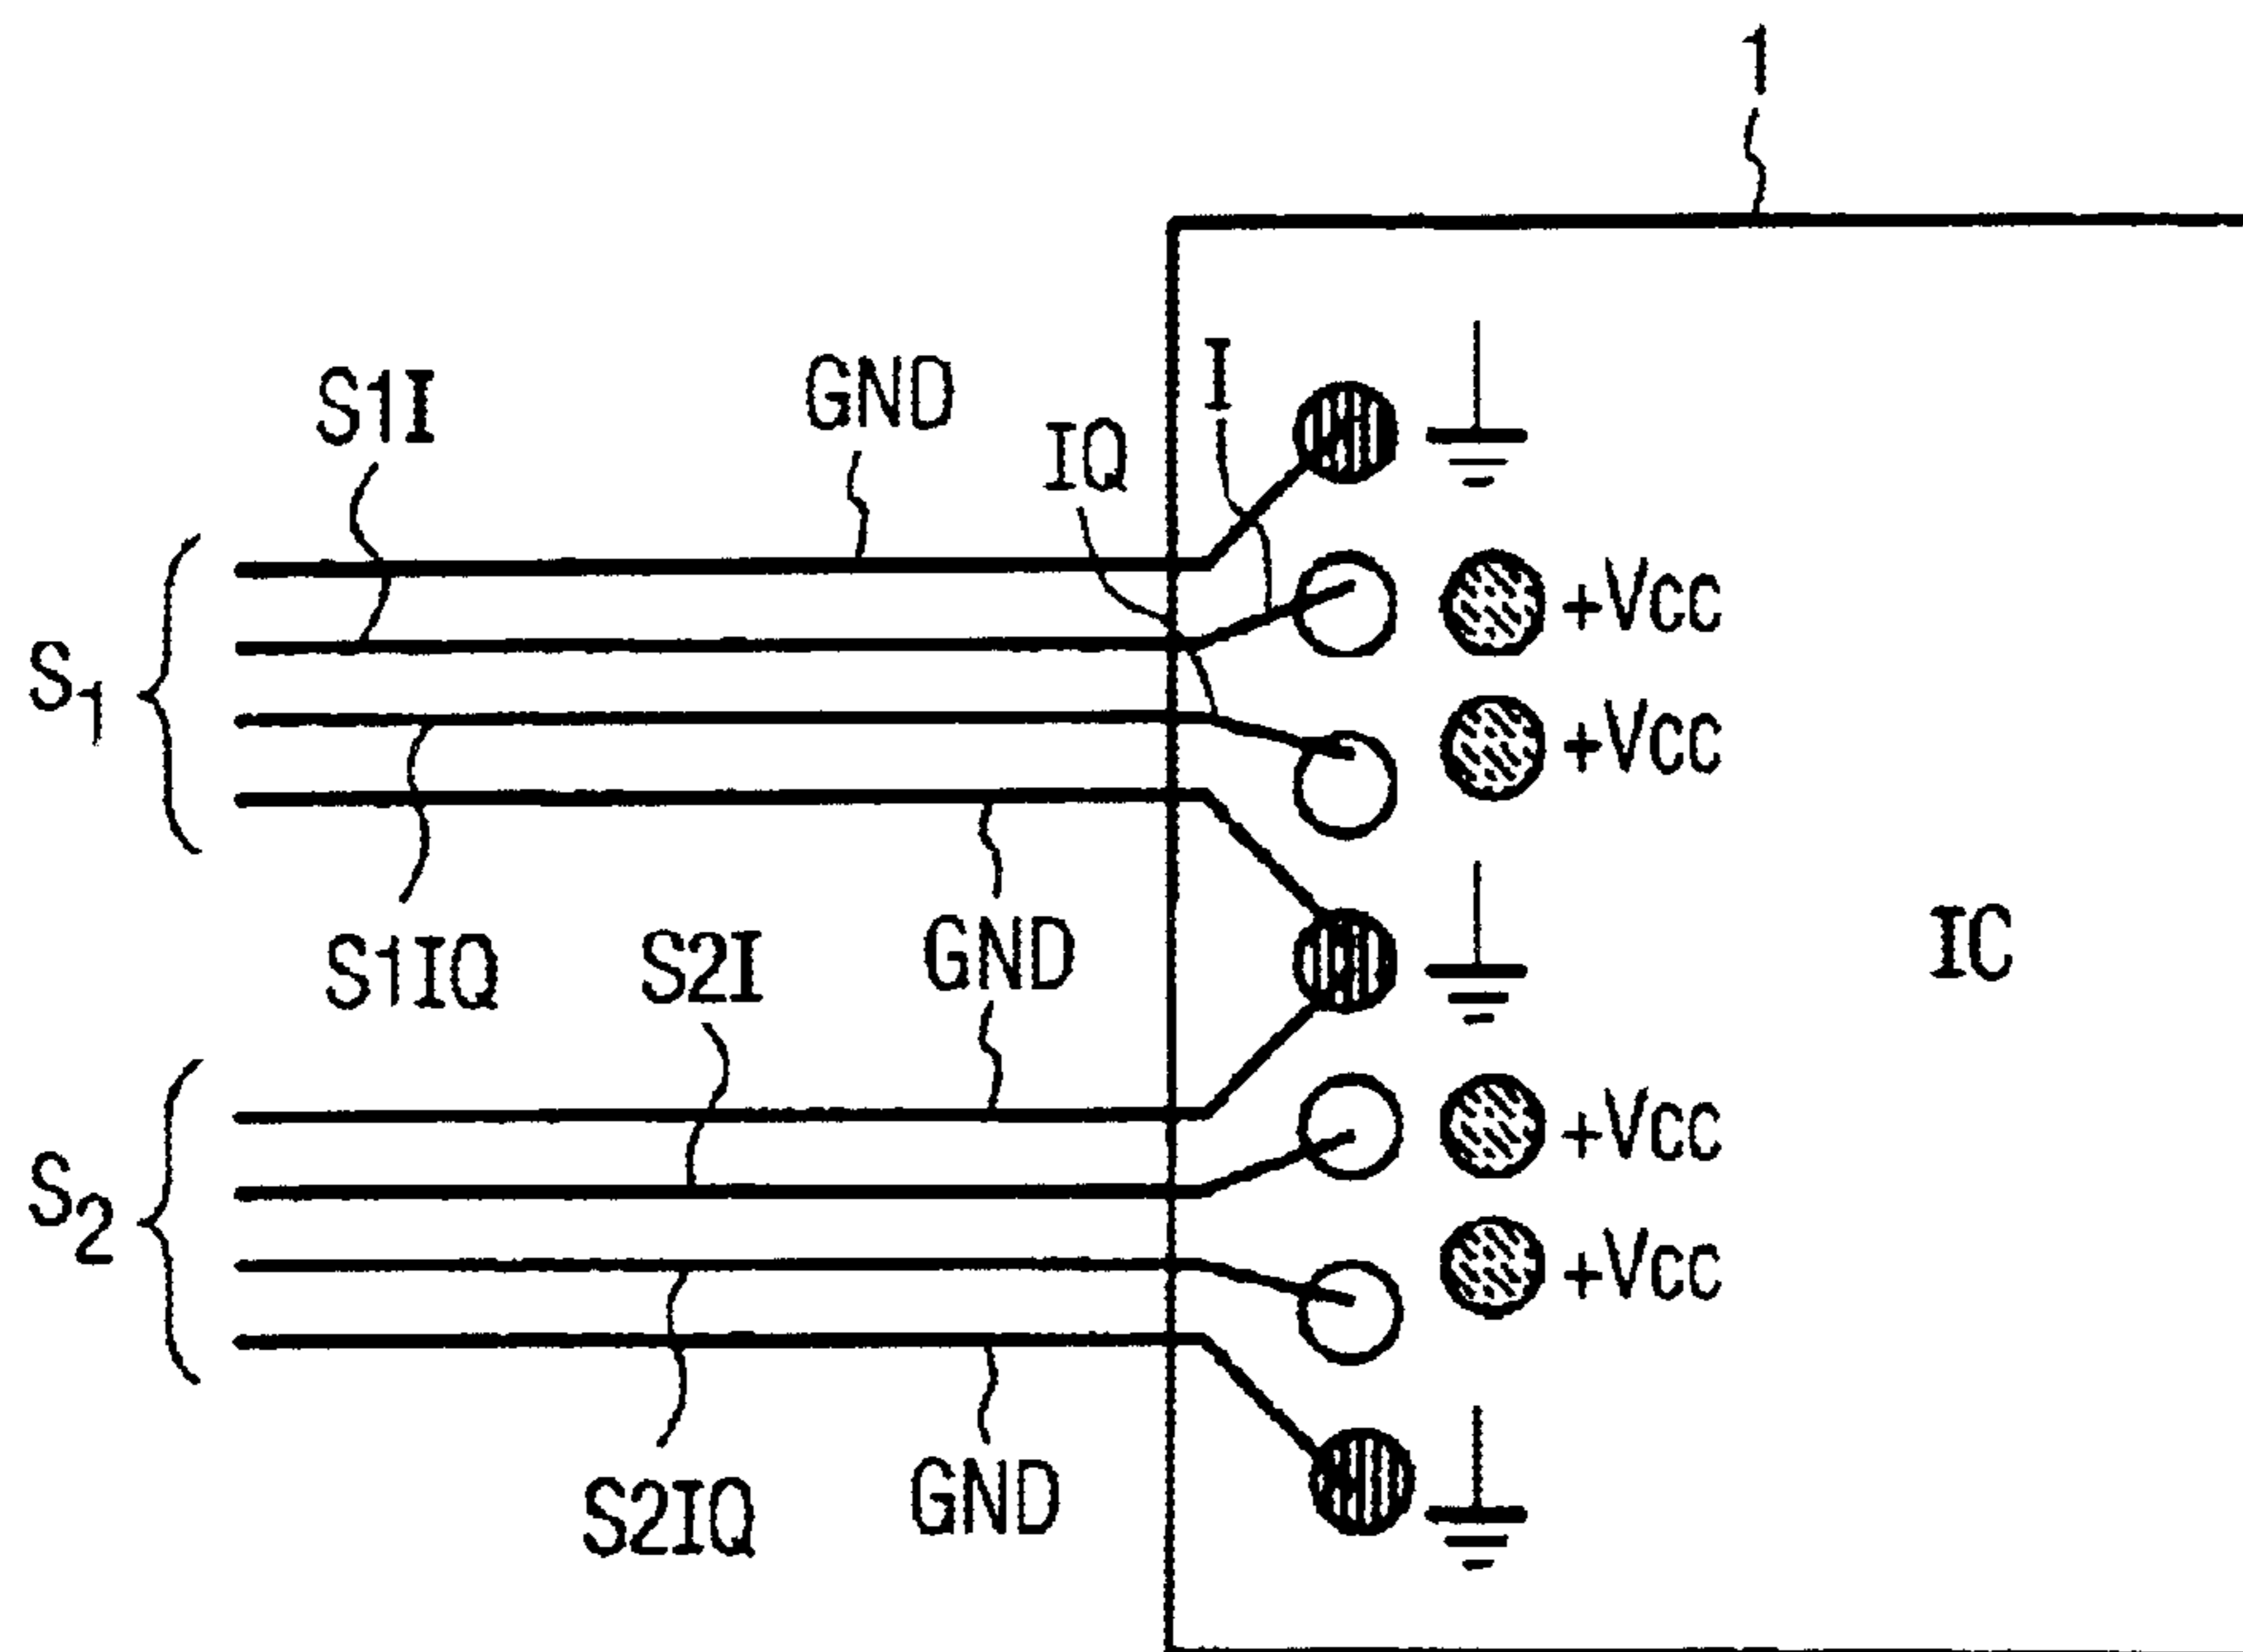 1
I
S1I
GND
IQ
+Vcc
S1
+Vcc
S1IQ
S2I
GND
IC
+Vcc
S2
+Vcc
S2IQ
GND